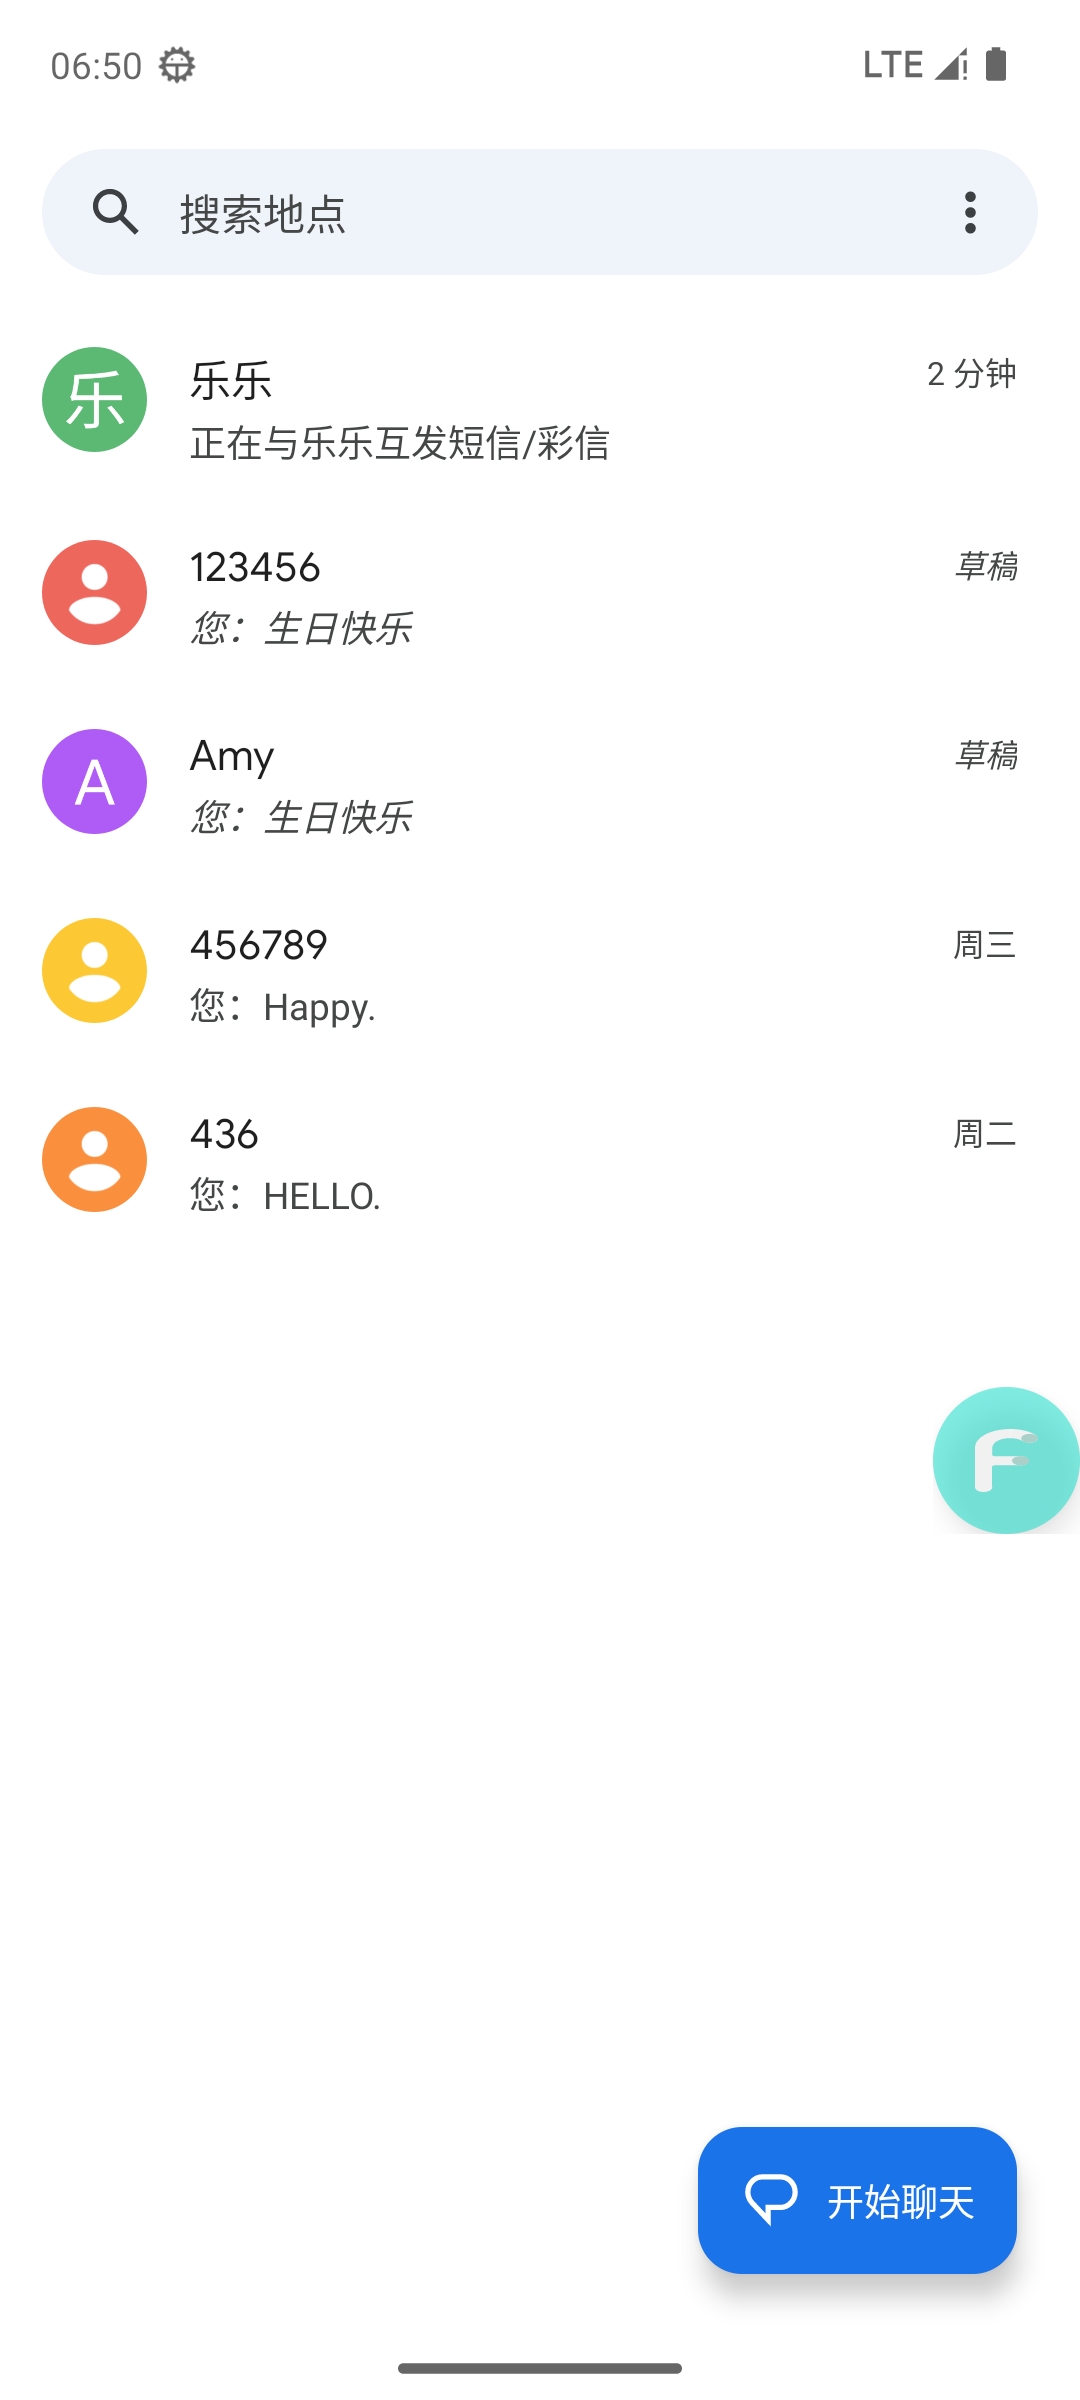 06:50 LTE
搜索地点
乐 乐乐 2 分钟
正在与乐乐互发短信/彩信
123456 草稿
您：生日快乐
A Amy 草稿
您：生日快乐
456789 周三
您：Happy.
436 周二
您：HELLO.
F
开始聊天